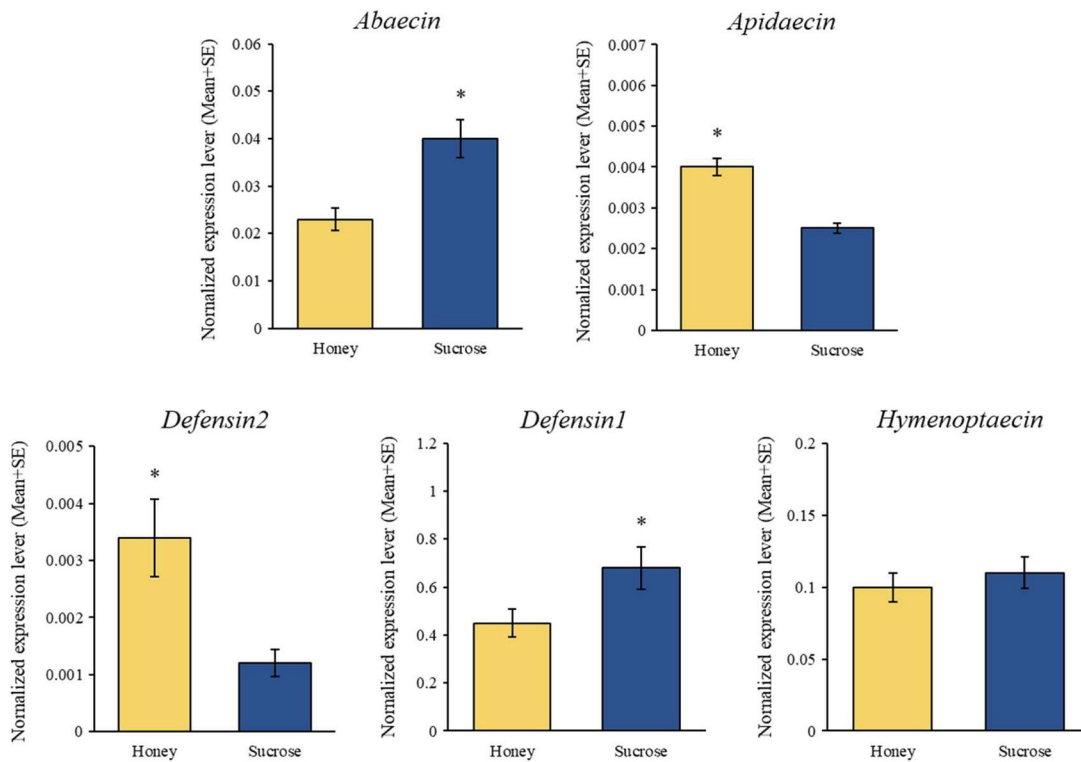 Abaecin
Normalized expression lever (Mean+SE)
0.06
0.05
0.04
0.03
0.02
0.01
0
*
Honey
Sucrose
Apidaecin
Normalized expression lever (Mean+SE)
0.007
0.006
0.005
0.004
0.003
0.002
0.001
0
*
Honey
Sucrose
Defensin2
Normalized expression lever (Mean+SE)
0.005
0.004
0.003
0.002
0.001
0
*
Honey
Sucrose
Defensin1
Normalized expression lever (Mean+SE)
1.2
1
0.8
0.6
0.4
0.2
0
*
Honey
Sucrose
Hymenoptaecin
Normalized expression lever (Mean+SE)
0.2
0.15
0.1
0.05
0
Honey
Sucrose